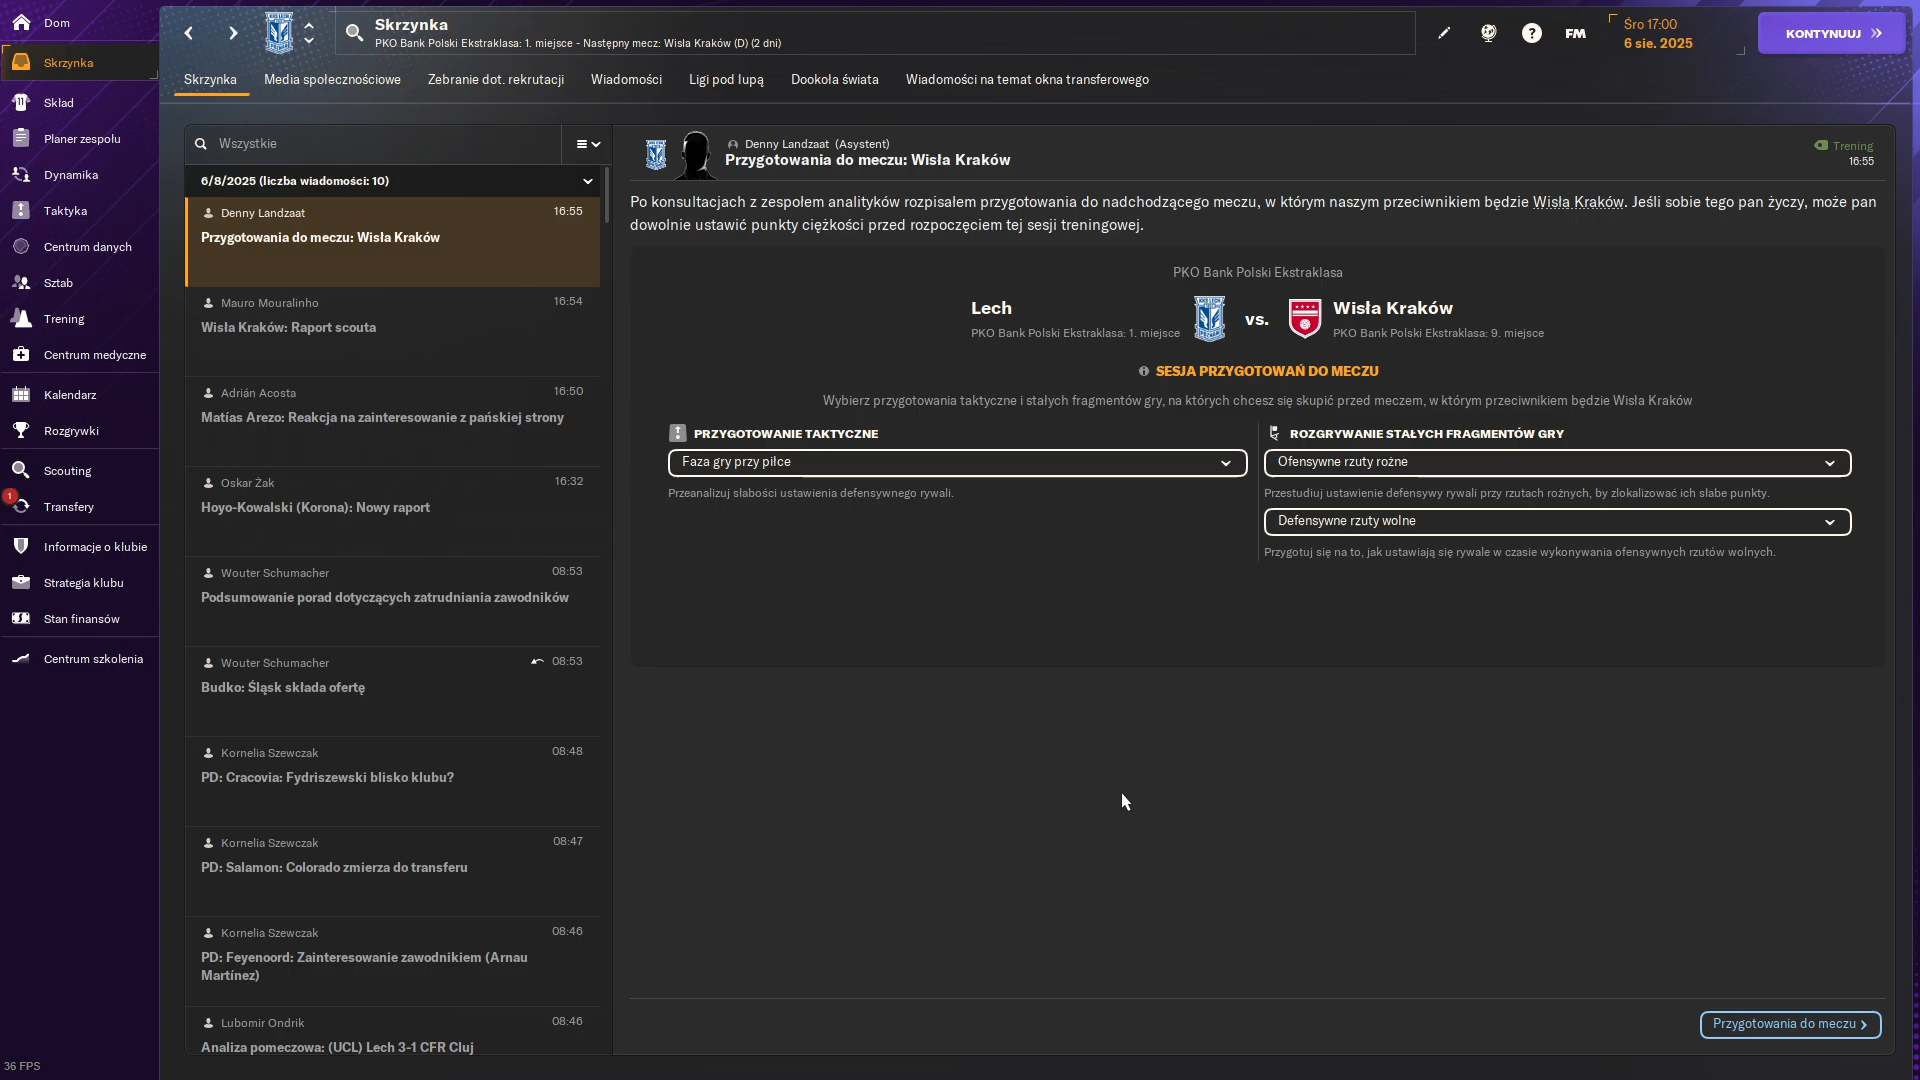 Dom
Skrzynka
Skład
Planer zespołu
Dynamika
Taktyka
Centrum danych
Sztab
Trening
Centrum medyczne
Kalendarz
Rozgrywki
Scouting
1
Transfery
Informacje o klubie
Strategia klubu
Stan finansów
Centrum szkolenia
36 FPS
Skrzynka
PKO Bank Polski Ekstraklasa: 1. miejsce - Następny mecz: Wisła Kraków (D) (2 dni)
FM
Śro 17:00
6 sie. 2025
KONTYNUUJ
Skrzynka Media społecznościowe Zebranie dot. rekrutacji Wiadomości Ligi pod lupą Dookoła świata Wiadomości na temat okna transferowego
Wszystkie
6/8/2025 (liczba wiadomości: 10)
Denny Landzaat 16:55
Przygotowania do meczu: Wisła Kraków
Mauro Mouralinho 16:54
Wisła Kraków: Raport scouta
Adrián Acosta 16:50
Matías Arezo: Reakcja na zainteresowanie z pańskiej strony
Oskar Żak 16:32
Hoyo-Kowalski (Korona): Nowy raport
Wouter Schumacher 08:53
Podsumowanie porad dotyczących zatrudniania zawodników
Wouter Schumacher 08:53
Budko: Śląsk składa ofertę
Kornelia Szewczak 08:48
PD: Cracovia: Fydriszewski blisko klubu?
Kornelia Szewczak 08:47
PD: Salamon: Colorado zmierza do transferu
Kornelia Szewczak 08:46
PD: Feyenoord: Zainteresowanie zawodnikiem (Arnau
Martínez)
Lubomir Ondrik 08:46
Analiza pomeczowa: (UCL) Lech 3-1 CFR Cluj
Denny Landzaat (Asystent)
Przygotowania do meczu: Wisła Kraków
Trening
16:55
Po konsultacjach z zespołem analityków rozpisałem przygotowania do nadchodzącego meczu, w którym naszym przeciwnikiem będzie Wisła Kraków. Jeśli sobie tego pan życzy, może pan
dowolnie ustawić punkty ciężkości przed rozpoczęciem tej sesji treningowej.
PKO Bank Polski Ekstraklasa
Lech
PKO Bank Polski Ekstraklasa: 1. miejsce
vs.
Wisła Kraków
PKO Bank Polski Ekstraklasa: 9. miejsce
SESJA PRZYGOTOWAŃ DO MECZU
Wybierz przygotowania taktyczne i stałych fragmentów gry, na których chcesz się skupić przed meczem, w którym przeciwnikiem będzie Wisła Kraków
PRZYGOTOWANIE TAKTYCZNE
Faza gry przy piłce
Przeanalizuj słabości ustawienia defensywnego rywali.
ROZGRYWANIE STAŁYCH FRAGMENTÓW GRY
Ofensywne rzuty rożne
Przestudiuj ustawienie defensywy rywali przy rzutach rożnych, by zlokalizować ich słabe punkty.
Defensywne rzuty wolne
Przygotuj się na to, jak ustawiają się rywale w czasie wykonywania ofensywnych rzutów wolnych.
Przygotowania do meczu